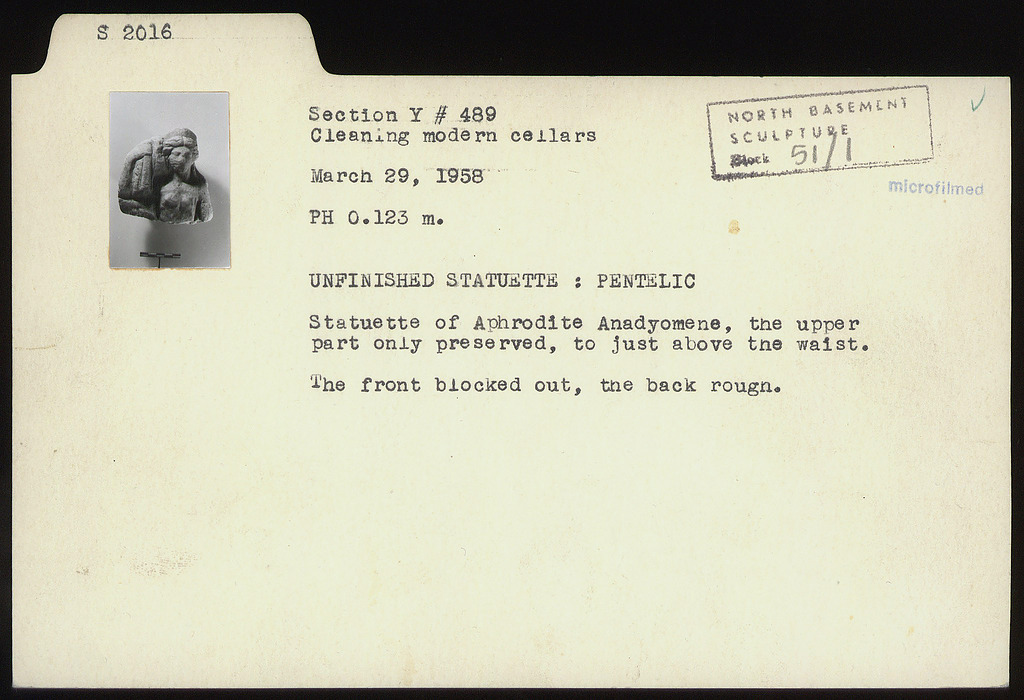 S 2016
Section Y # 489
Cleaning modern cellars
March 29, 1958
PH 0.123 m.
UNFINISHED STATUETTE : PENTELIC
Statuette of Aphrodite Anadyomene, the upper
part only preserved, to just above the waist.
The front blocked out, the back rough.
NORTH BASEMENT
SCULPTURE
Block 51/1
microfilmed